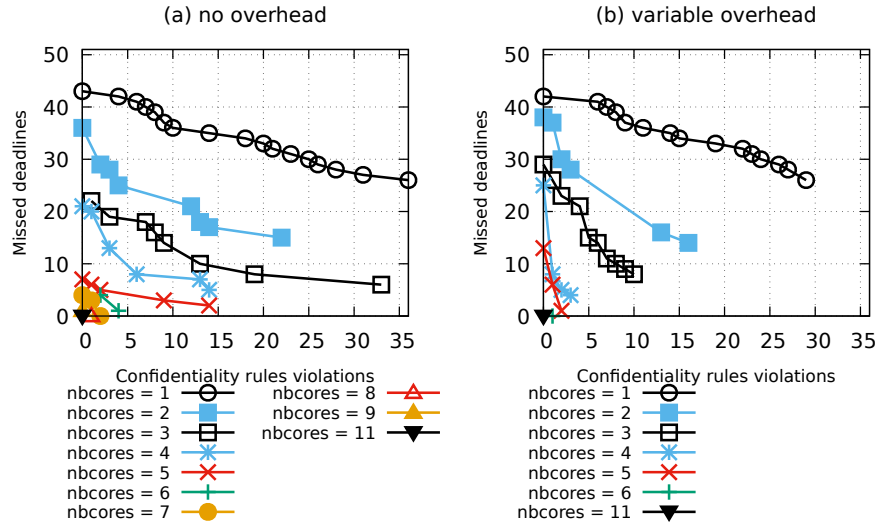 (a) no overhead
(b) variable overhead
Missed deadlines
50
40
30
20
10
0
0 5 10 15 20 25 30 35
Confidentiality rules violations
nbcores = 1
nbcores = 2
nbcores = 3
nbcores = 4
nbcores = 5
nbcores = 6
nbcores = 7
nbcores = 8
nbcores = 9
nbcores = 11
Missed deadlines
50
40
30
20
10
0
0 5 10 15 20 25 30 35
Confidentiality rules violations
nbcores = 1
nbcores = 2
nbcores = 3
nbcores = 4
nbcores = 5
nbcores = 6
nbcores = 11